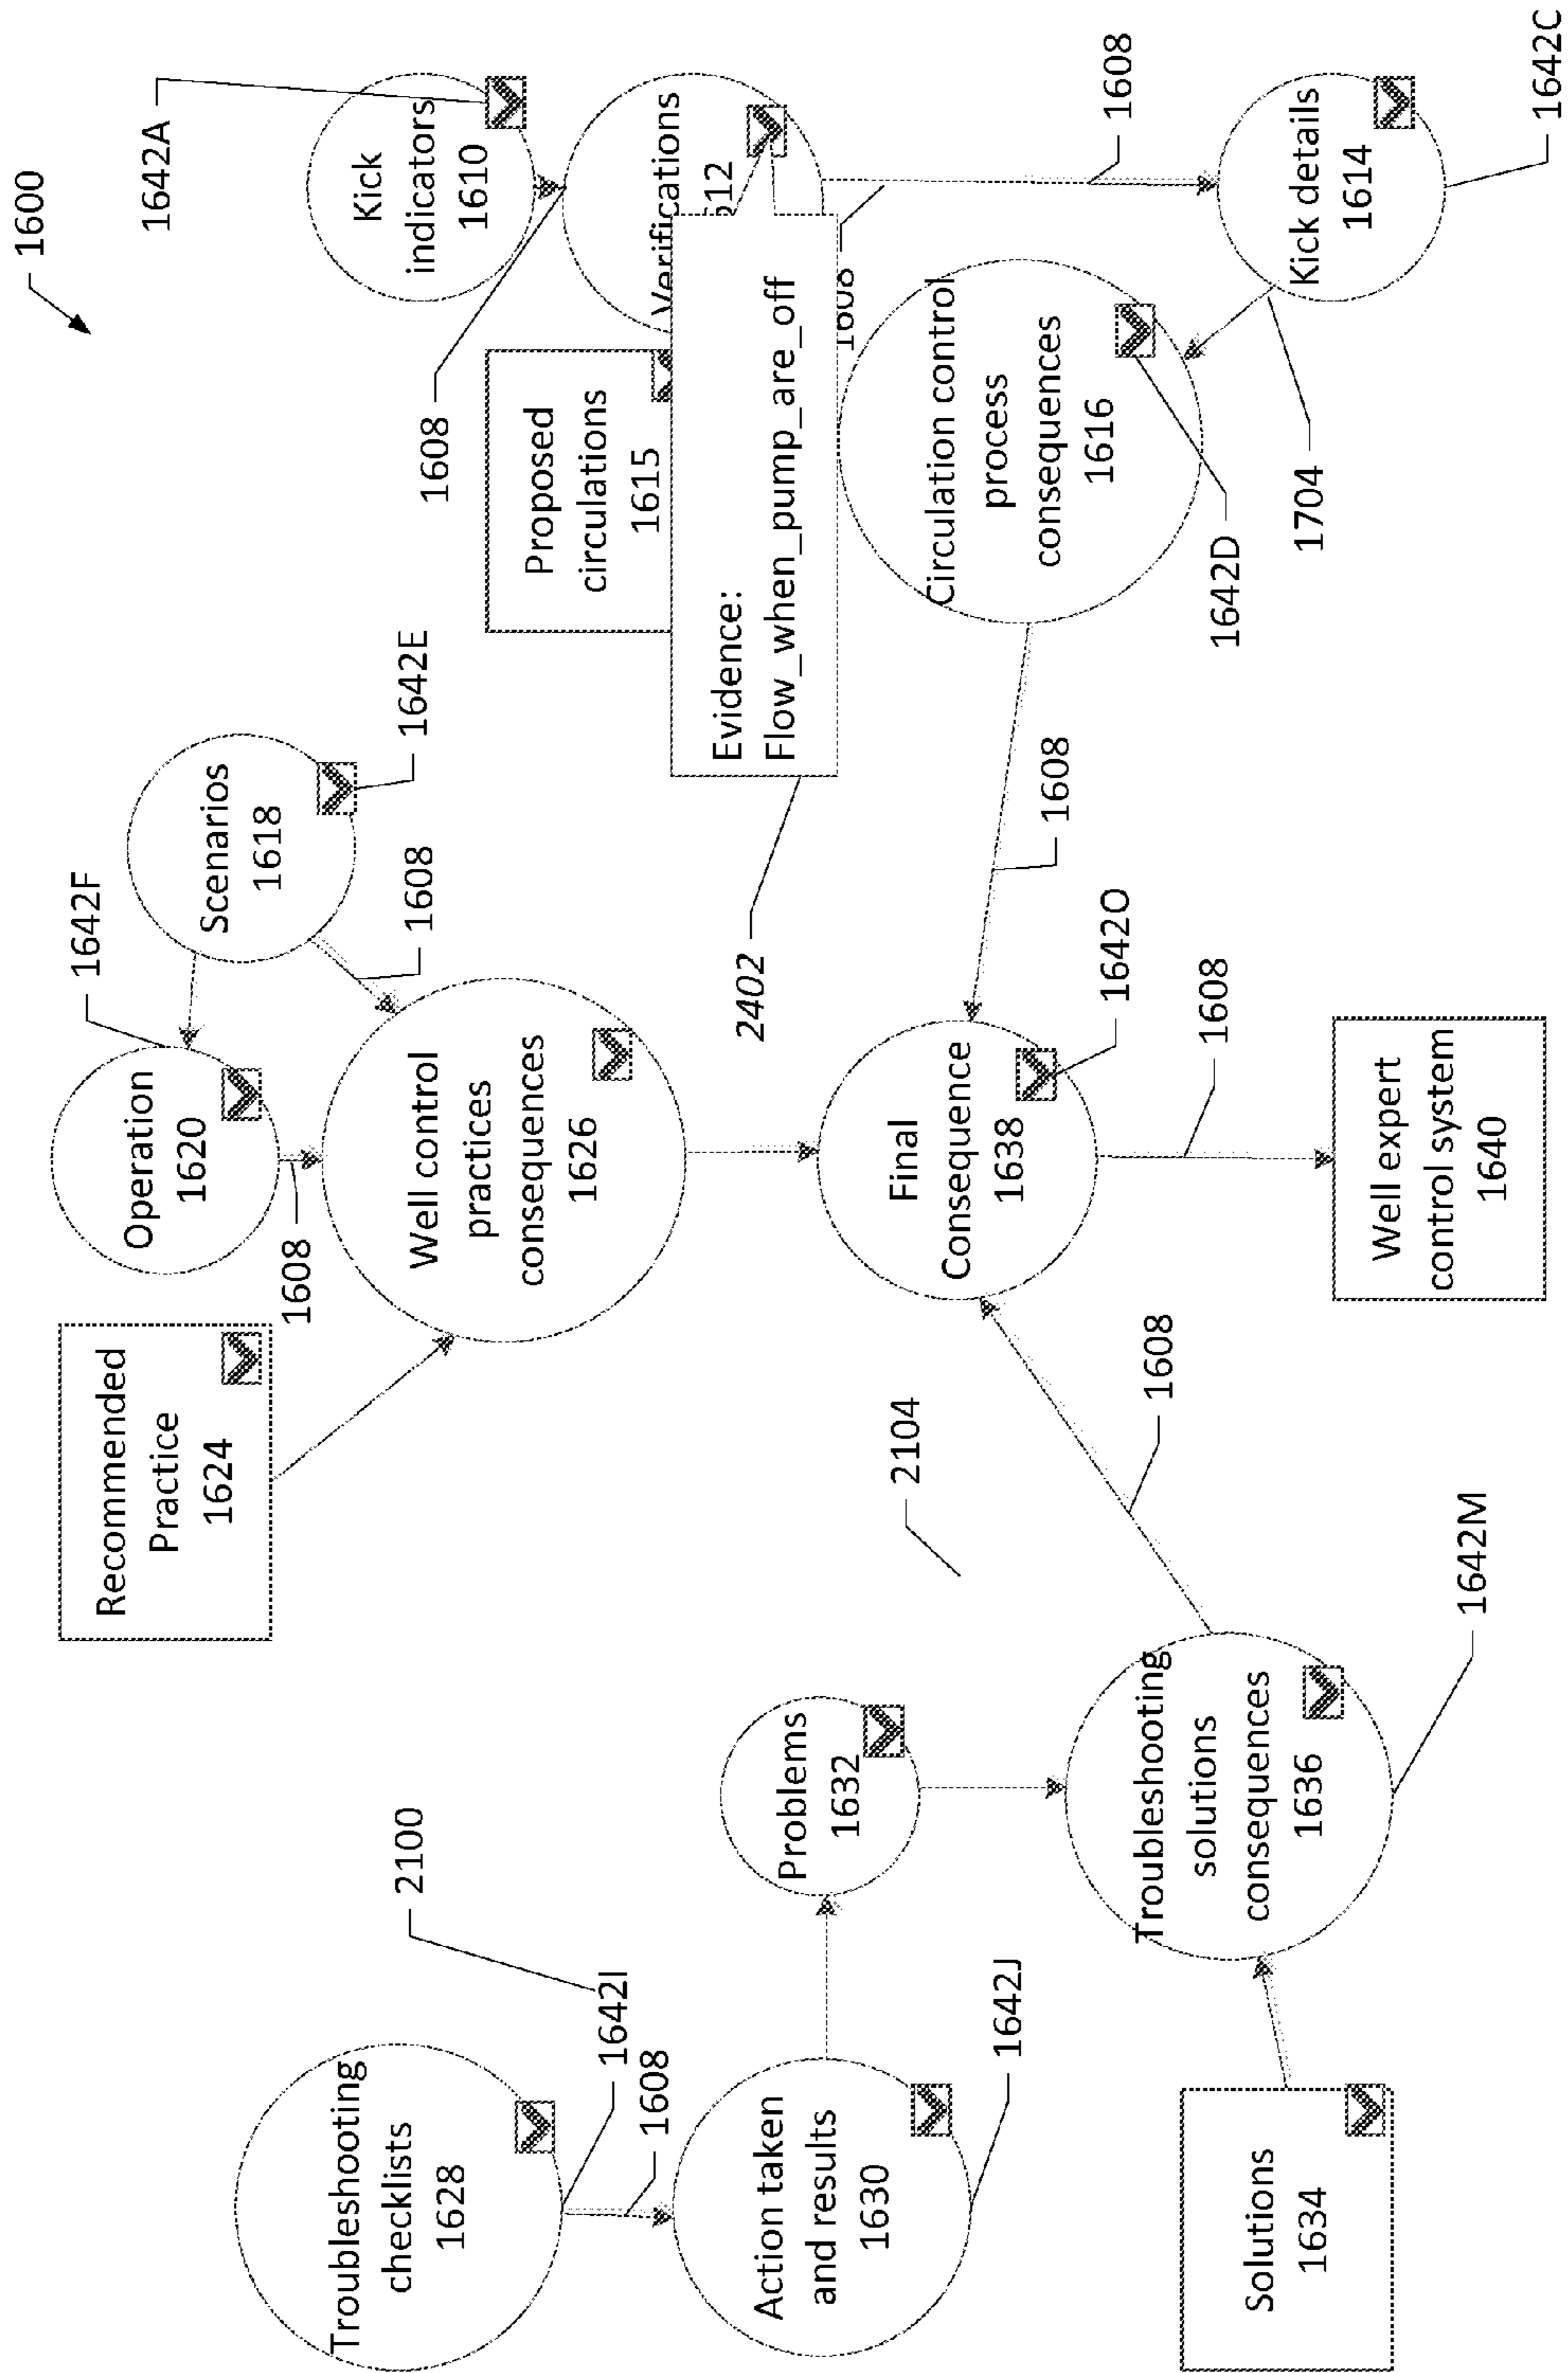 1600
Troubleshooting
checklists
1628
1642I
1608
2100
Action taken
and results
1630
1642J
Problems
1632
Solutions
1634
Troubleshooting
solutions
consequences
1636
1642M
2104
1608
Recommended
Practice
1624
Operation
1620
1642F
1608
Scenarios
1618
1642E
1608
Well control
practices
consequences
1626
Final
Consequence
1638
1642O
1608
1608
Well expert
control system
1640
Kick
indicators
1610
1642A
1608
Verifications
Proposed
circulations
1615
Evidence:
Flow_when_pump_are_off
2402
1608
1608
Circulation control
process
consequences
1616
1642D
1704
Kick details
1614
1642C